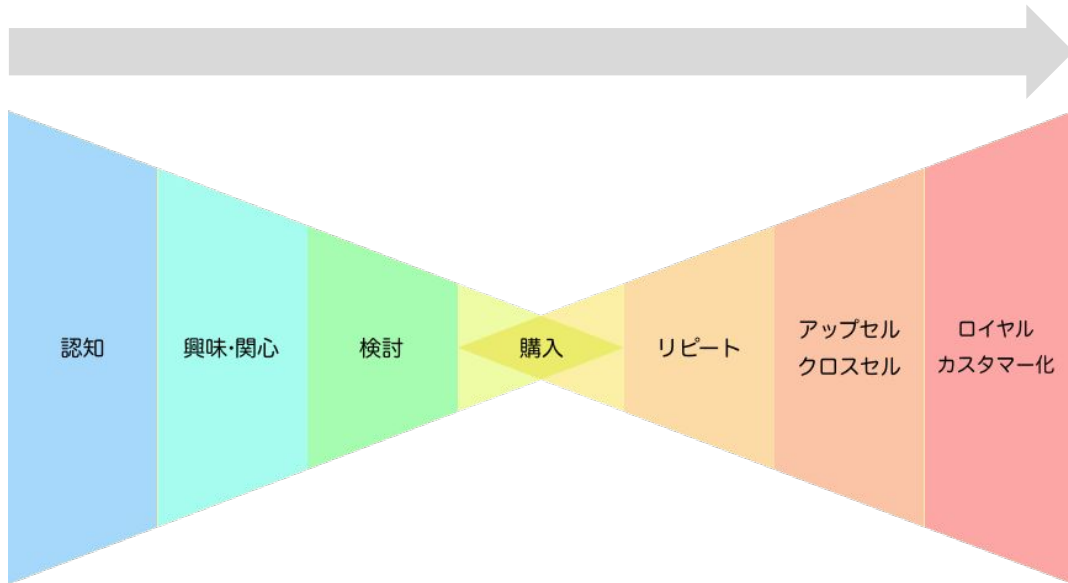 認知
興味・関心
検討
購入
リピート
アップセル
クロスセル
ロイヤル
カスタマー化